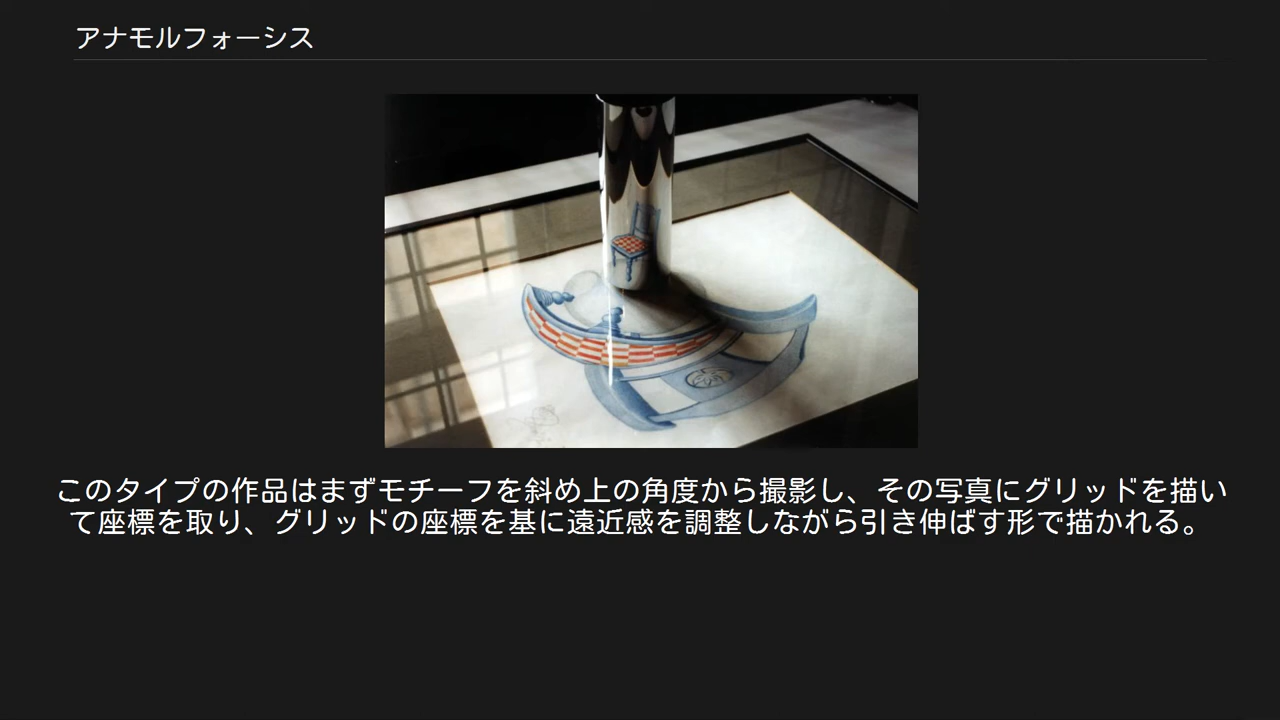 アナモルフォーシス
このタイプの作品はまずモチーフを斜め上の角度から撮影し、その写真にグリッドを描い
て座標を取り、グリッドの座標を基に遠近感を調整しながら引き伸ばす形で描かれる。